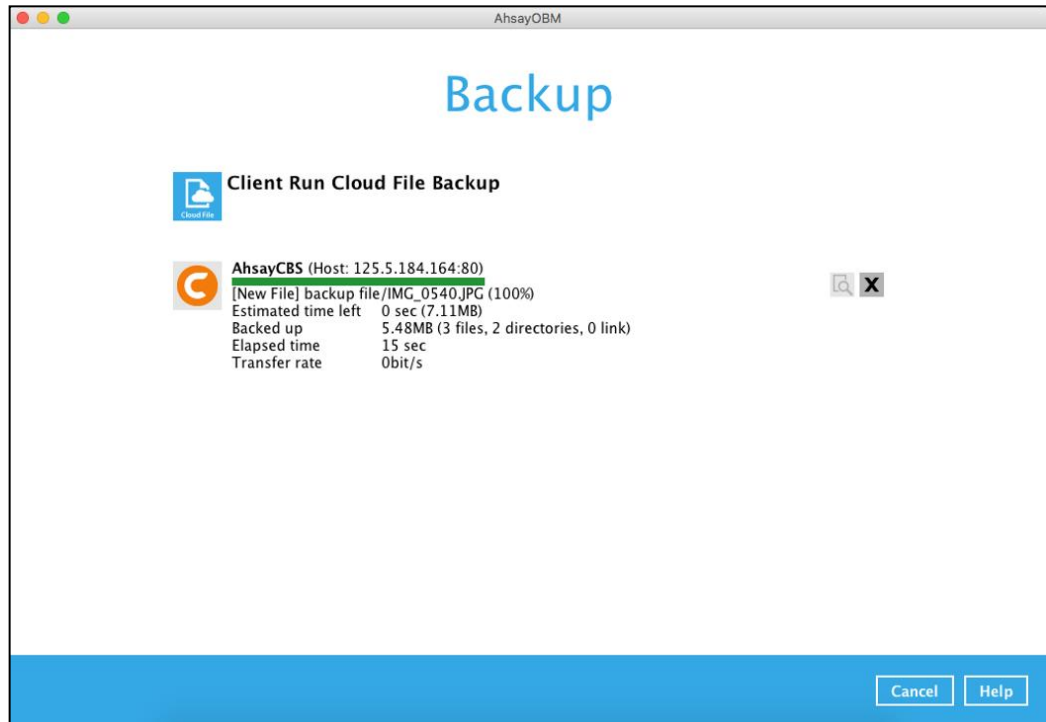 AhsayOBM
Backup
Cloud File
Client Run Cloud File Backup
AhsayCBS (Host: 125.5.184.164:80)
[New File] backup file/IMG_0540.JPG (100%)
Estimated time left 0 sec (7.11MB)
Backed up 5.48MB (3 files, 2 directories, 0 link)
Elapsed time 15 sec
Transfer rate 0bit/s
X
Cancel Help